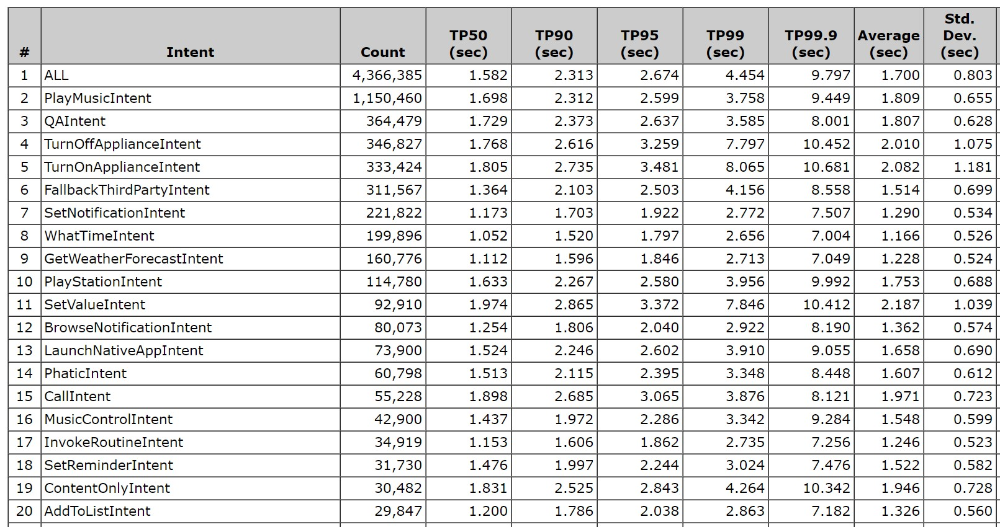 # Intent Count TP50 (sec) TP90 (sec) TP95 (sec) TP99 (sec) TP99.9 (sec) Average (sec) Std. Dev. (sec)
1 ALL 4,366,385 1.582 2.313 2.674 4.454 9.797 1.700 0.803
2 PlayMusicIntent 1,150,460 1.698 2.312 2.599 3.758 9.449 1.809 0.655
3 QAIntent 364,479 1.729 2.373 2.637 3.585 8.001 1.807 0.628
4 TurnOffApplianceIntent 346,827 1.768 2.616 3.259 7.797 10.452 2.010 1.075
5 TurnOnApplianceIntent 333,424 1.805 2.735 3.481 8.065 10.681 2.082 1.181
6 FallbackThirdPartyIntent 311,567 1.364 2.103 2.503 4.156 8.558 1.514 0.699
7 SetNotificationIntent 221,822 1.173 1.703 1.922 2.772 7.507 1.290 0.534
8 WhatTimeIntent 199,896 1.052 1.520 1.797 2.656 7.004 1.166 0.526
9 GetWeatherForecastIntent 160,776 1.112 1.596 1.846 2.713 7.049 1.228 0.524
10 PlayStationIntent 114,780 1.633 2.267 2.580 3.956 9.992 1.753 0.688
11 SetValueIntent 92,910 1.974 2.865 3.372 7.846 10.412 2.187 1.039
12 BrowseNotificationIntent 80,073 1.254 1.806 2.040 2.922 8.190 1.362 0.574
13 LaunchNativeAppIntent 73,900 1.524 2.246 2.602 3.910 9.055 1.658 0.690
14 PhaticIntent 60,798 1.513 2.115 2.395 3.348 8.448 1.607 0.612
15 CallIntent 55,228 1.898 2.685 3.065 3.876 8.121 1.971 0.723
16 MusicControlIntent 42,900 1.437 1.972 2.286 3.342 9.284 1.548 0.599
17 InvokeRoutineIntent 34,919 1.153 1.606 1.862 2.735 7.256 1.246 0.523
18 SetReminderIntent 31,730 1.476 1.997 2.244 3.024 7.476 1.522 0.582
19 ContentOnlyIntent 30,482 1.831 2.525 2.843 4.264 10.342 1.946 0.728
20 AddToListIntent 29,847 1.200 1.786 2.038 2.863 7.182 1.326 0.560